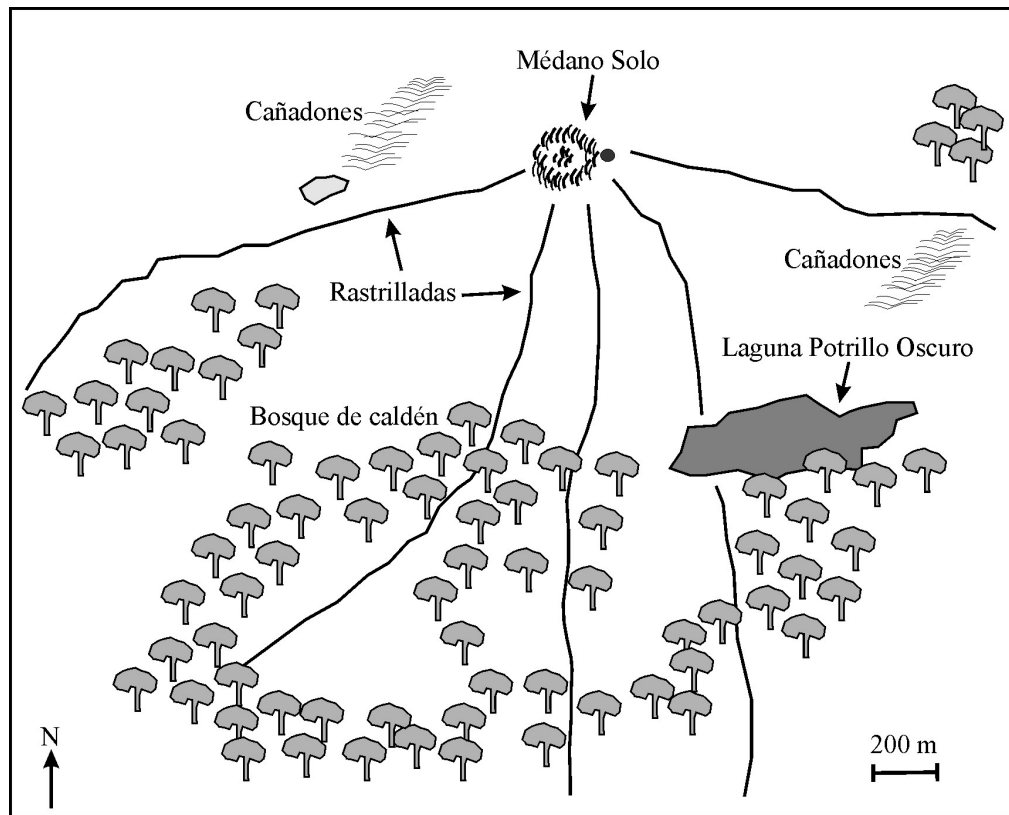 Médano Solo
Cañadones
Cañadones
Rastrilladas
Laguna Potrillo Oscuro
Bosque de caldén
N
200 m